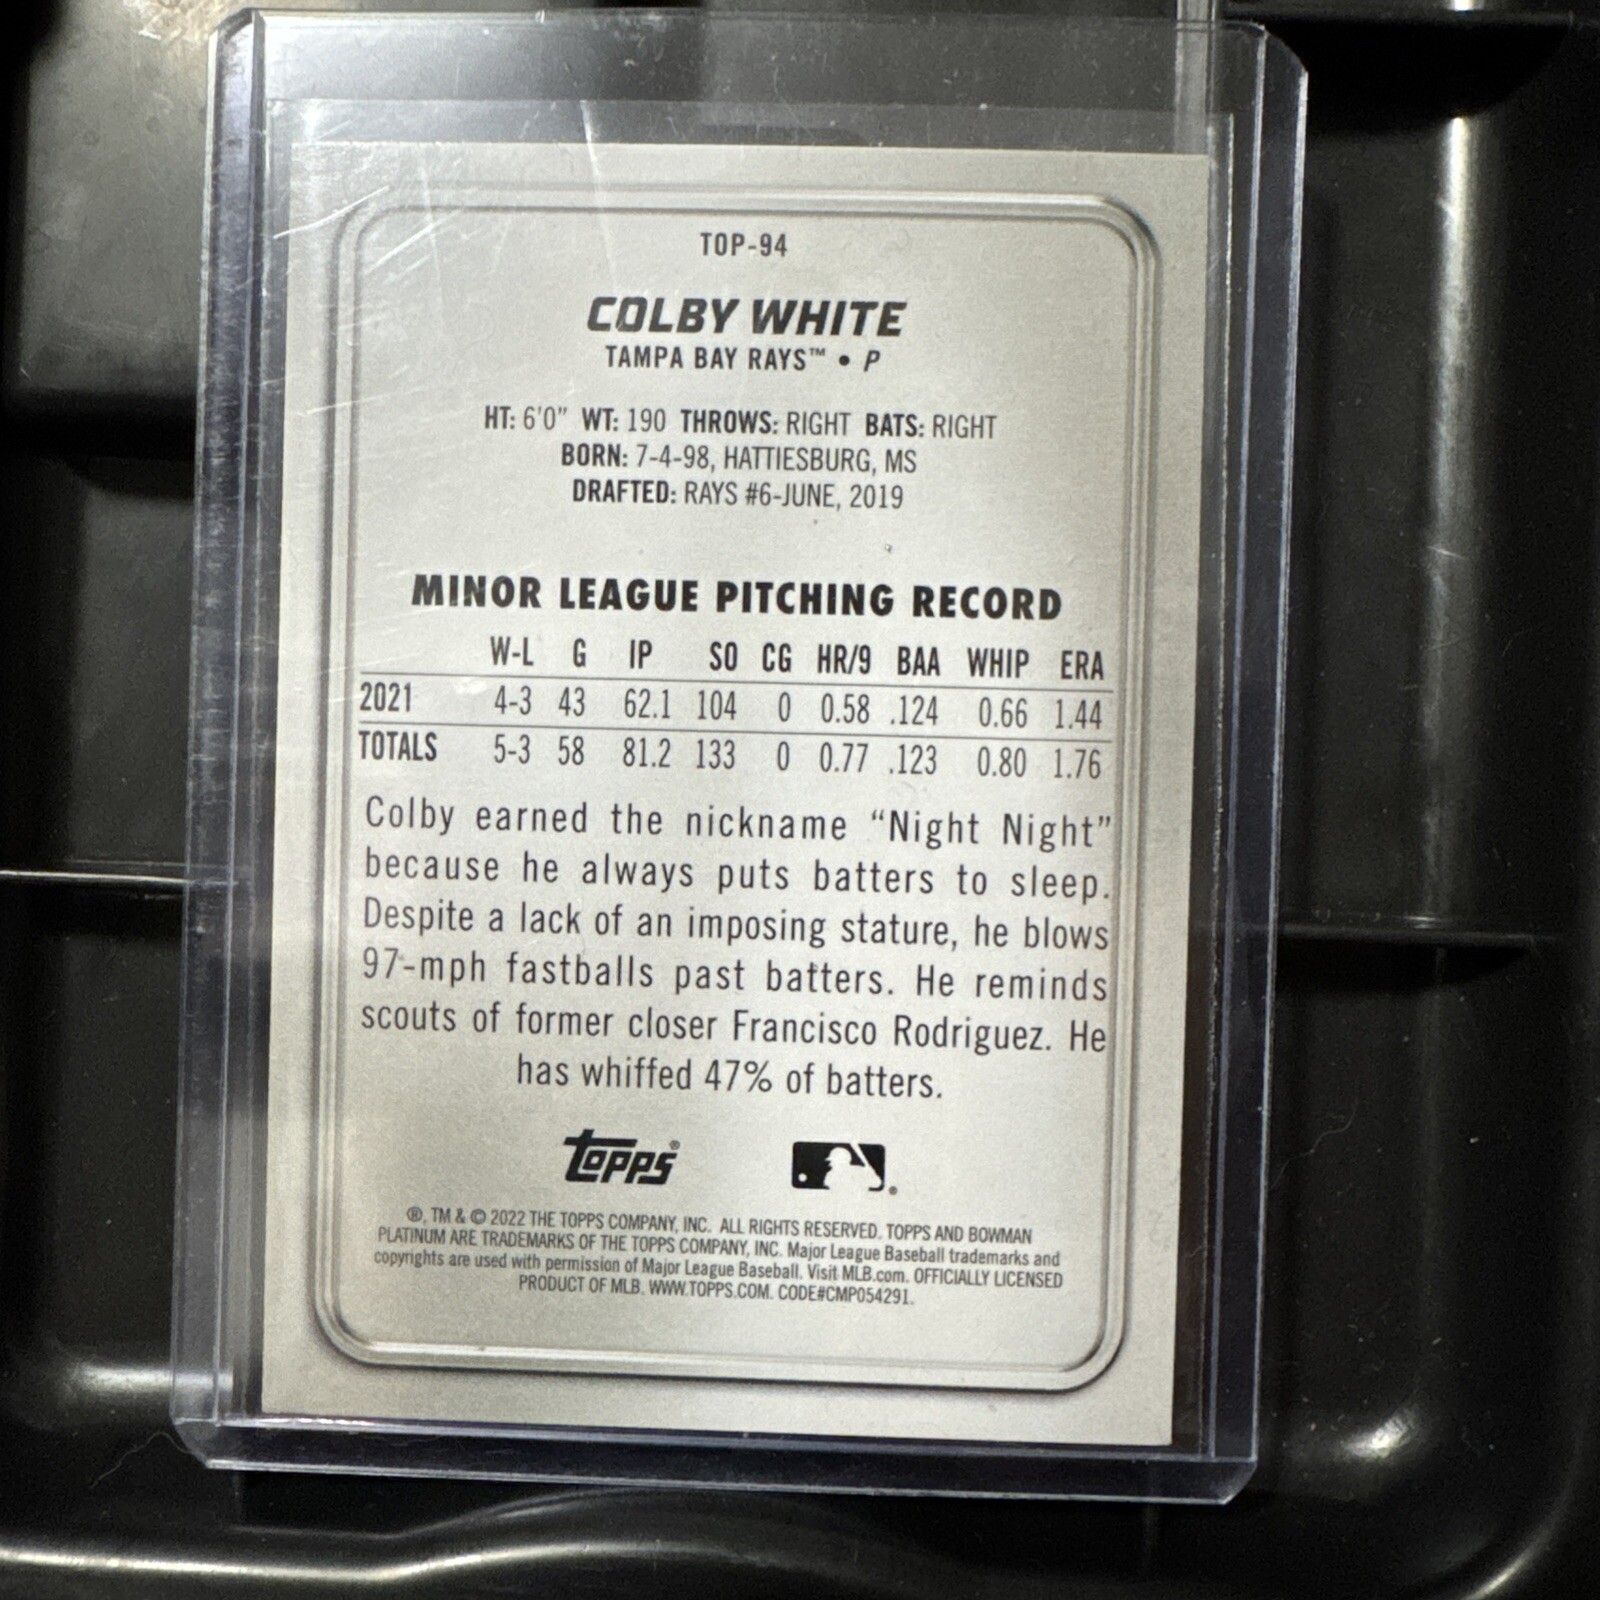 TOP-94
COLBY WHITE
TAMPA BAY RAYS™ • P
HT: 6'0" WT: 190 THROWS: RIGHT BATS: RIGHT
BORN: 7-4-98, HATTIESBURG, MS
DRAFTED: RAYS #6-JUNE, 2019
MINOR LEAGUE PITCHING RECORD
W-L G IP SO CG HR/9 BAA WHIP ERA
2021 4-3 43 62.1 104 0 0.58 .124 0.66 1.44
TOTALS 5-3 58 81.2 133 0 0.77 .123 0.80 1.76
Colby earned the nickname “Night Night”
because he always puts batters to sleep.
Despite a lack of an imposing stature, he blows
97-mph fastballs past batters. He reminds
scouts of former closer Francisco Rodriguez. He
has whiffed 47% of batters.
topps®
®
®, TM & © 2022 THE TOPPS COMPANY, INC. ALL RIGHTS RESERVED. TOPPS AND BOWMAN
PLATINUM ARE TRADEMARKS OF THE TOPPS COMPANY, INC. Major League Baseball trademarks and
copyrights are used with permission of Major League Baseball. Visit MLB.com. OFFICIALLY LICENSED
PRODUCT OF MLB. WWW.TOPPS.COM. CODE#CMP054291.